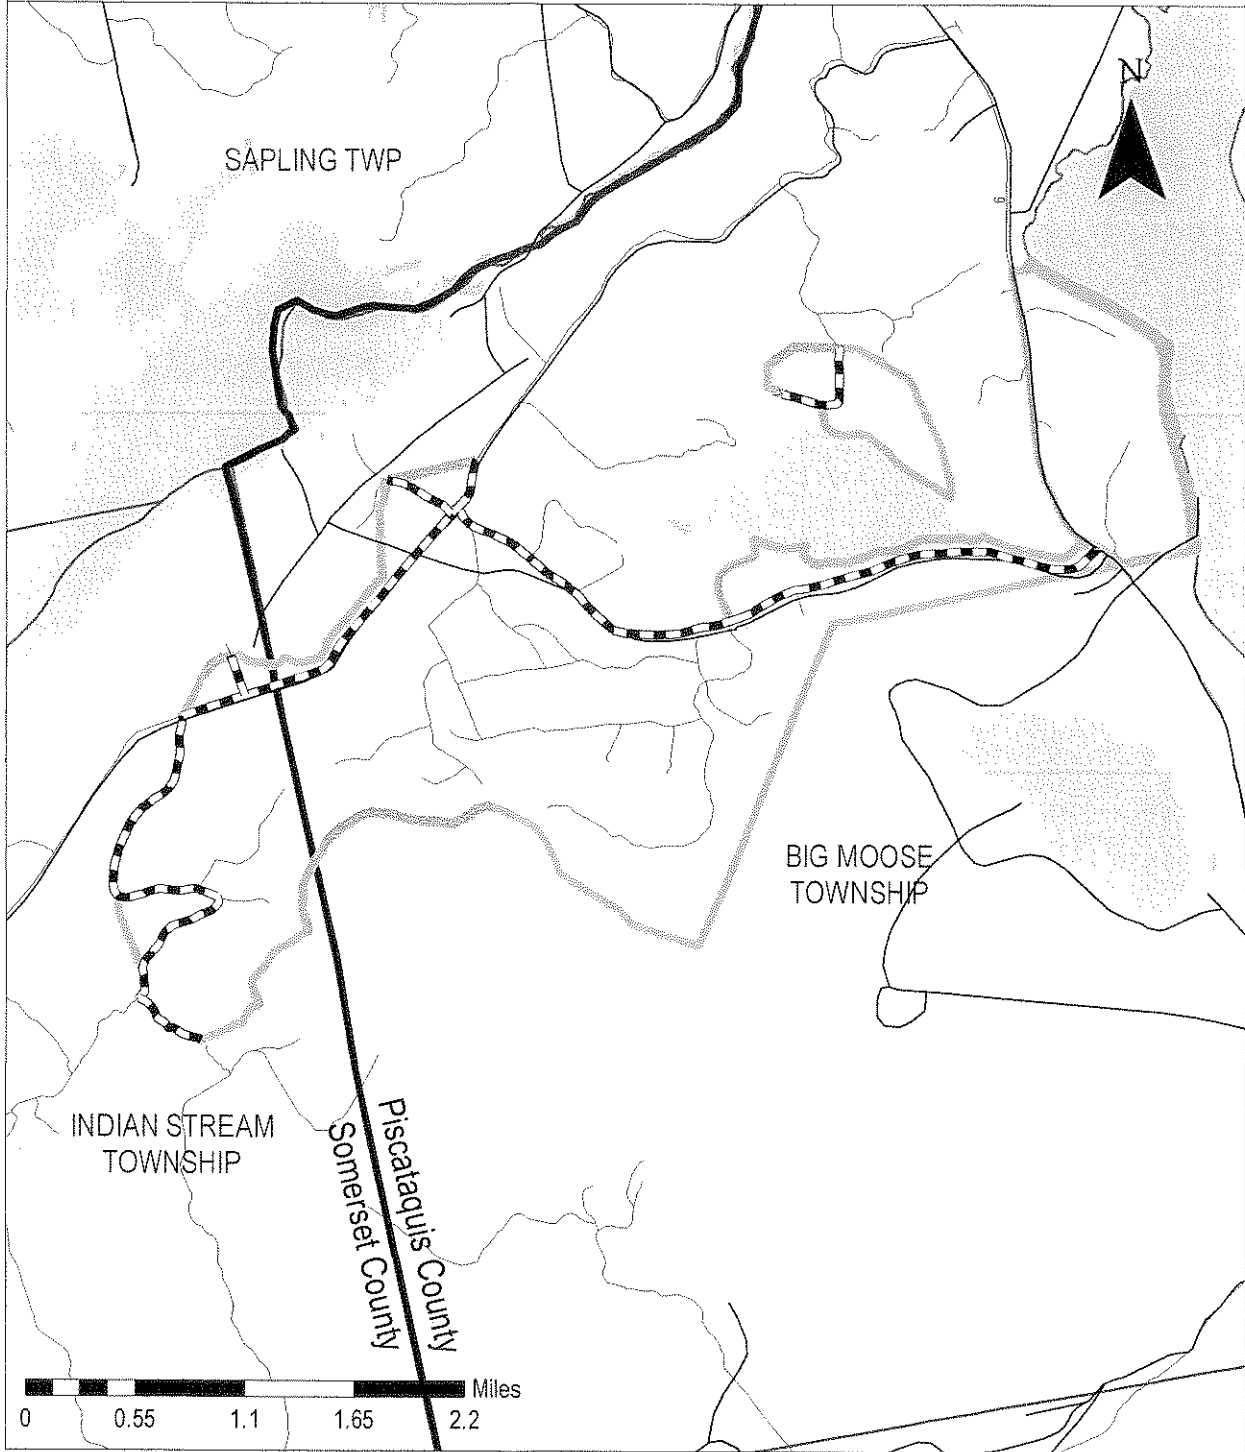 N
SAPLING TWP
6
BIG MOOSE
TOWNSHIP
INDIAN STREAM
TOWNSHIP
Piscataquis County
Somerset County
Miles
0 0.55 1.1 1.65 2.2